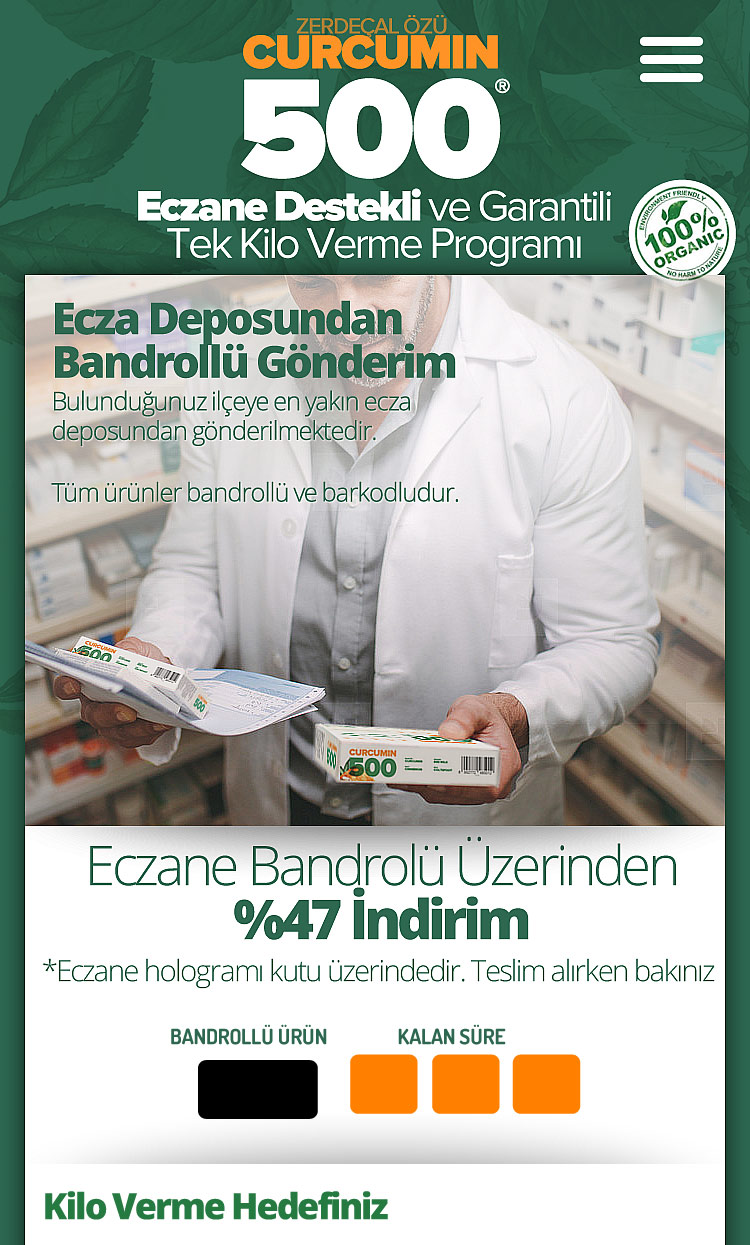 ZERDEÇAL ÖZÜ
CURCUMIN
500®
Eczane Destekli ve Garantili
Tek Kilo Verme Programı
ENVIRONMENT FRIENDLY
100%
ORGANIC
NO HARM TO NATURE
Ecza Deposundan
Bandrollü Gönderim
Bulunduğunuz ilçeye en yakın ecza
deposundan gönderilmektedir.
Tüm ürünler bandrollü ve barkodludur.
CURCUMIN
500
500
500
CURCUMIN
500
Eczane Bandrolü Üzerinden
%47 İndirim
*Eczane hologramı kutu üzerindedir. Teslim alırken bakınız
BANDROLLÜ ÜRÜN
KALAN SÜRE
Kilo Verme Hedefiniz